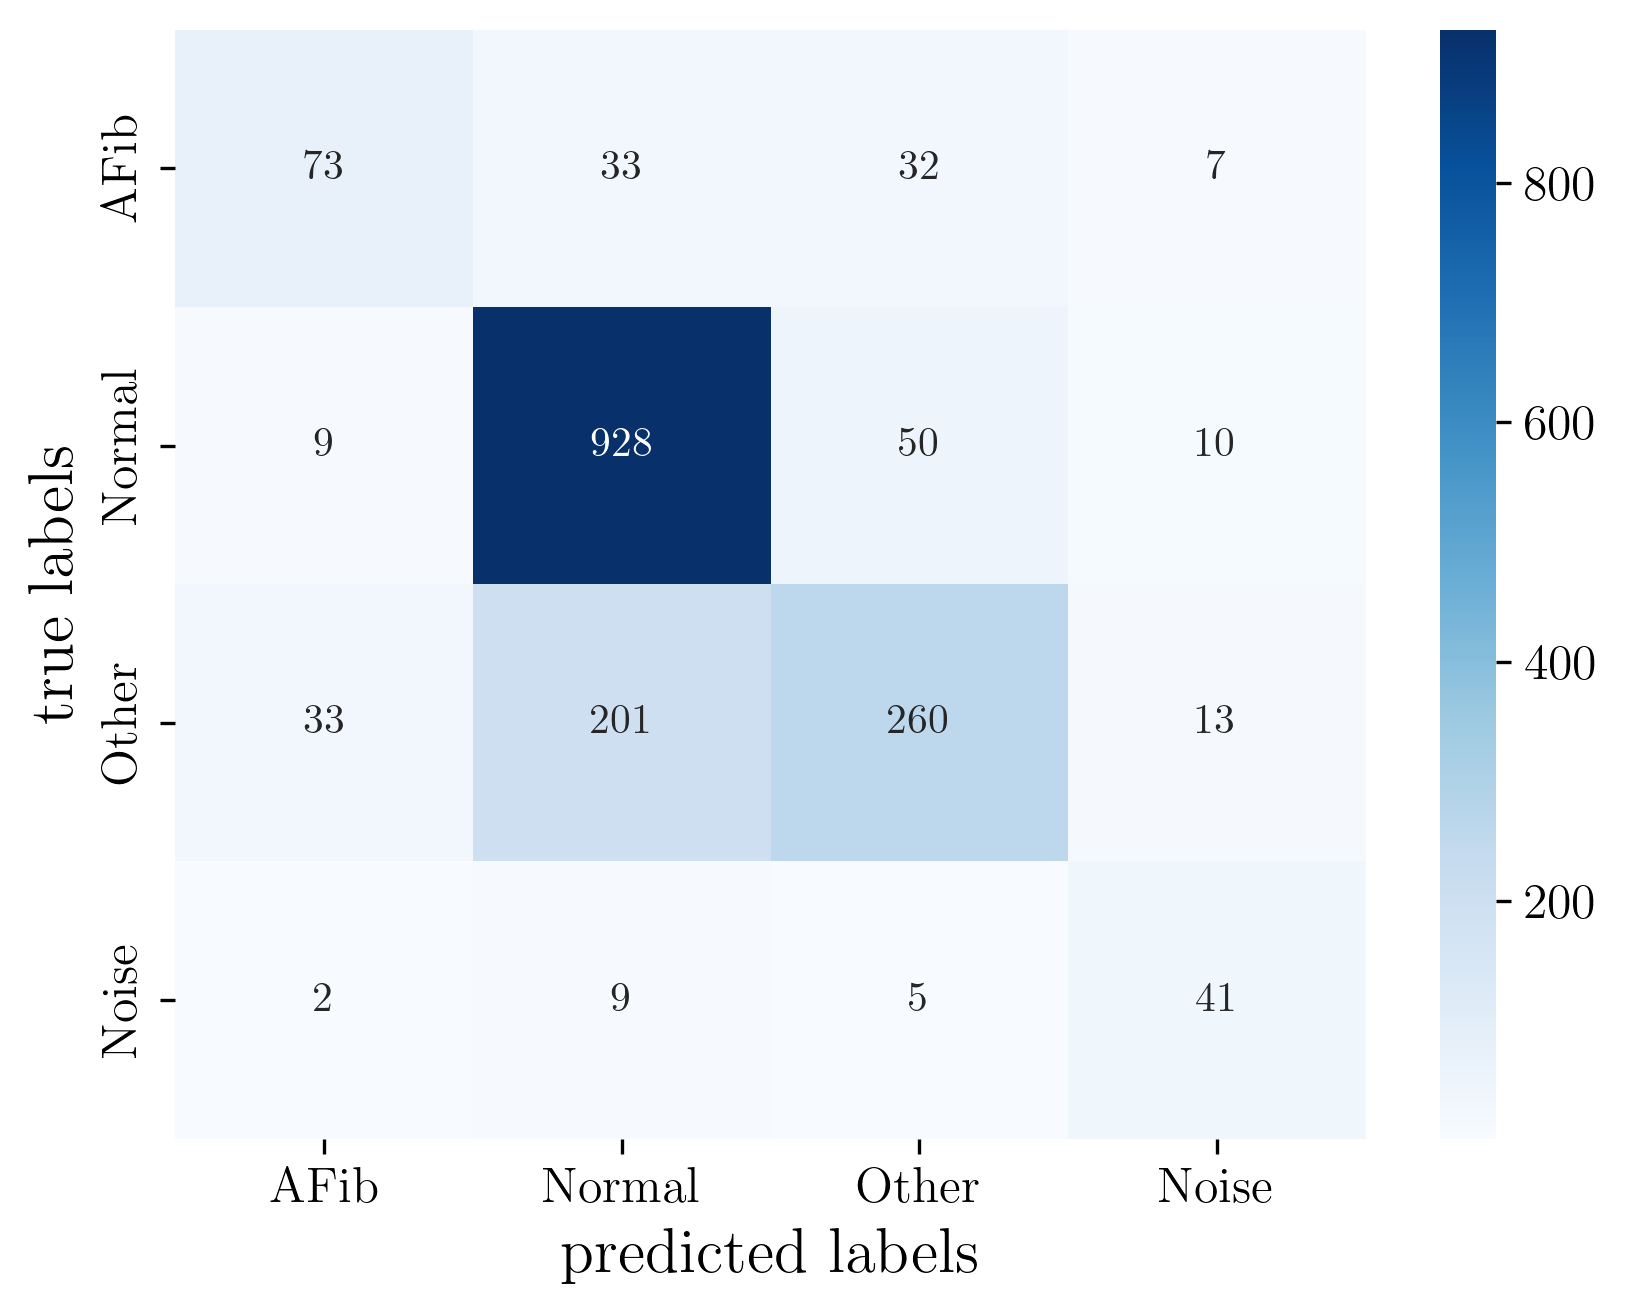 true labels
AFib
73 33 32 7
Normal
9 928 50 10
Other
33 201 260 13
Noise
2 9 5 41
AFib Normal Other Noise
predicted labels
800
600
400
200